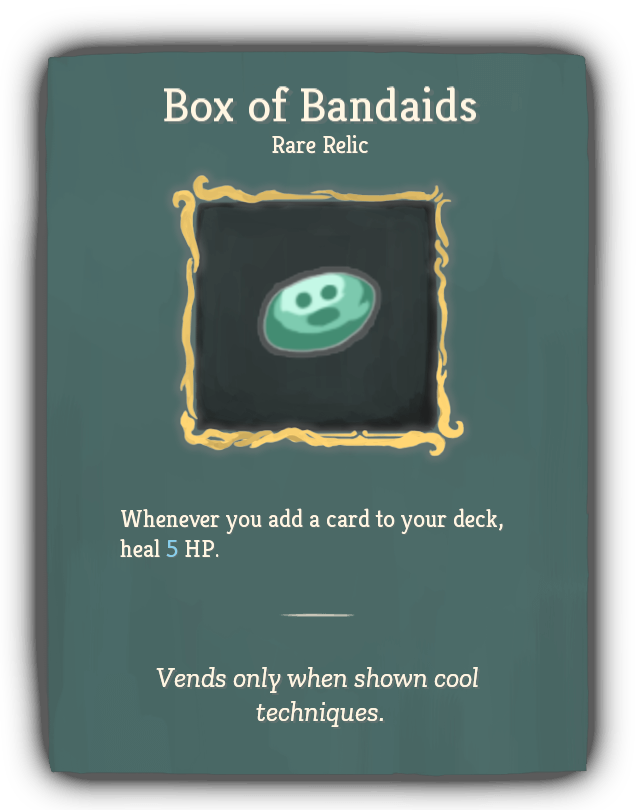 Box of Bandaids
Rare Relic
Whenever you add a card to your deck,
heal 5 HP.
Vends only when shown cool
techniques.